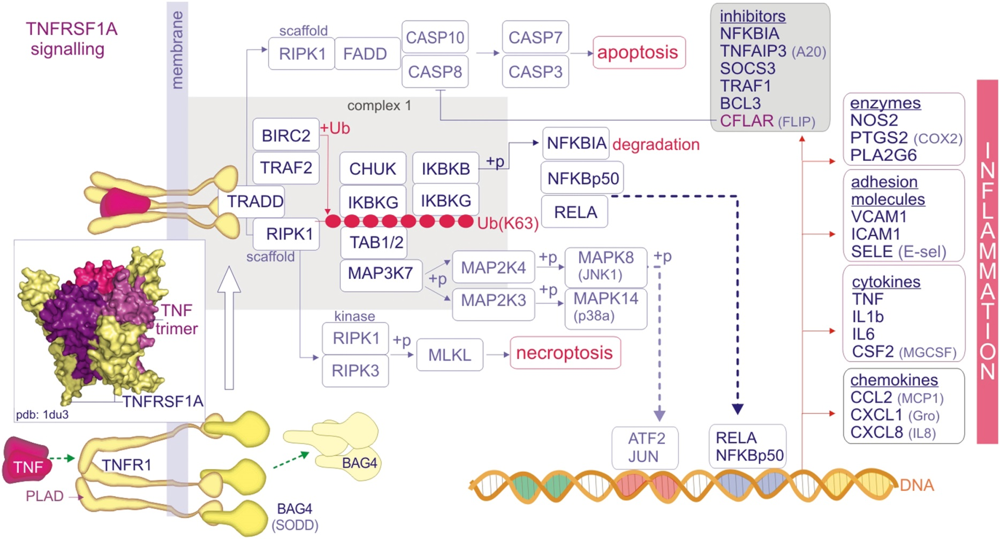 TNFRSF1A
signalling
membrane
scaffold
RIPK1
FADD
CASP10
CASP8
CASP7
CASP3
apoptosis
inhibitors
NFKBIA
TNFAIP3 (A20)
SOCS3
TRAF1
BCL3
CFLAR (FLIP)
complex 1
BIRC2
+Ub
TRAF2
TRADD
RIPK1
scaffold
CHUK
IKBKB
+p
IKBKG
IKBKG
Ub(K63)
TAB1/2
MAP3K7
+p
NFKBIA
degradation
NFKBp50
RELA
MAP2K4
+p
MAPK8
(JNK1)
+p
MAP2K3
+p
MAPK14
(p38a)
kinase
RIPK1
RIPK3
+p
MLKL
necroptosis
TNF
trimer
TNFRSF1A
pdb: 1du3
TNF
TNFR1
PLAD
BAG4
BAG4
(SODD)
ATF2
JUN
RELA
NFKBp50
DNA
enzymes
NOS2
PTGS2 (COX2)
PLA2G6
adhesion
molecules
VCAM1
ICAM1
SELE (E-sel)
cytokines
TNF
IL1b
IL6
CSF2 (MGCSF)
chemokines
CCL2 (MCP1)
CXCL1 (Gro)
CXCL8 (IL8)
INFLAMMATION